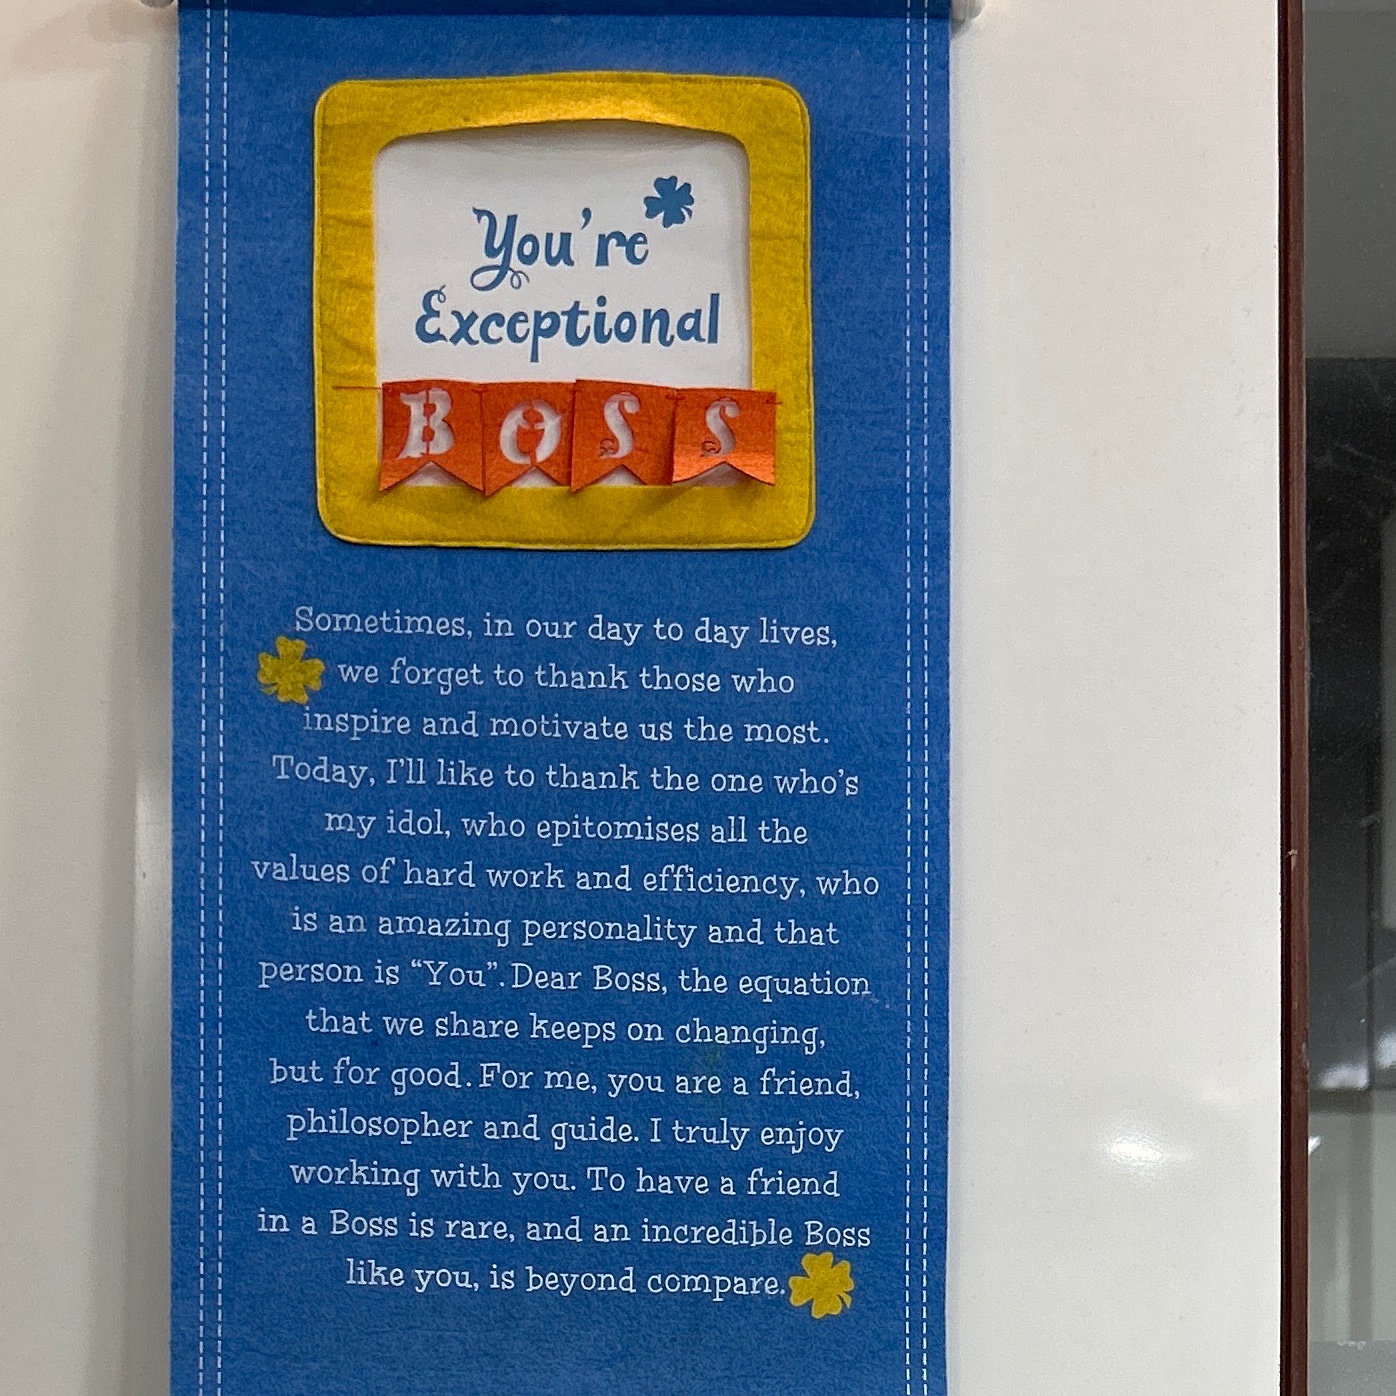 You're
Exceptional
BOSS
Sometimes, in our day to day lives,
we forget to thank those who
inspire and motivate us the most.
Today, I'll like to thank the one who's
my idol, who epitomises all the
values of hard work and efficiency, who
is an amazing personality and that
person is “You”. Dear Boss, the equation
that we share keeps on changing,
but for good. For me, you are a friend,
philosopher and guide. I truly enjoy
working with you. To have a friend
in a Boss is rare, and an incredible Boss
like you, is beyond compare.